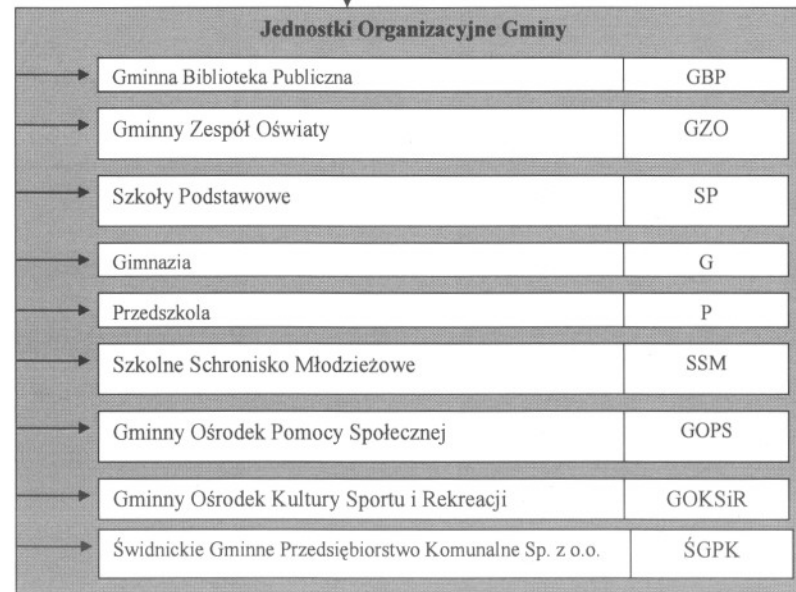 Jednostki Organizacyjne Gminy
Gminna Biblioteka Publiczna GBP
Gminny Zespół Oświaty GZO
Szkoły Podstawowe SP
Gimnazja G
Przedszkola P
Szkolne Schronisko Młodzieżowe SSM
Gminny Ośrodek Pomocy Społecznej GOPS
Gminny Ośrodek Kultury Sportu i Rekreacji GOKSiR
Świdnickie Gminne Przedsiębiorstwo Komunalne Sp. z o.o. ŚGPK